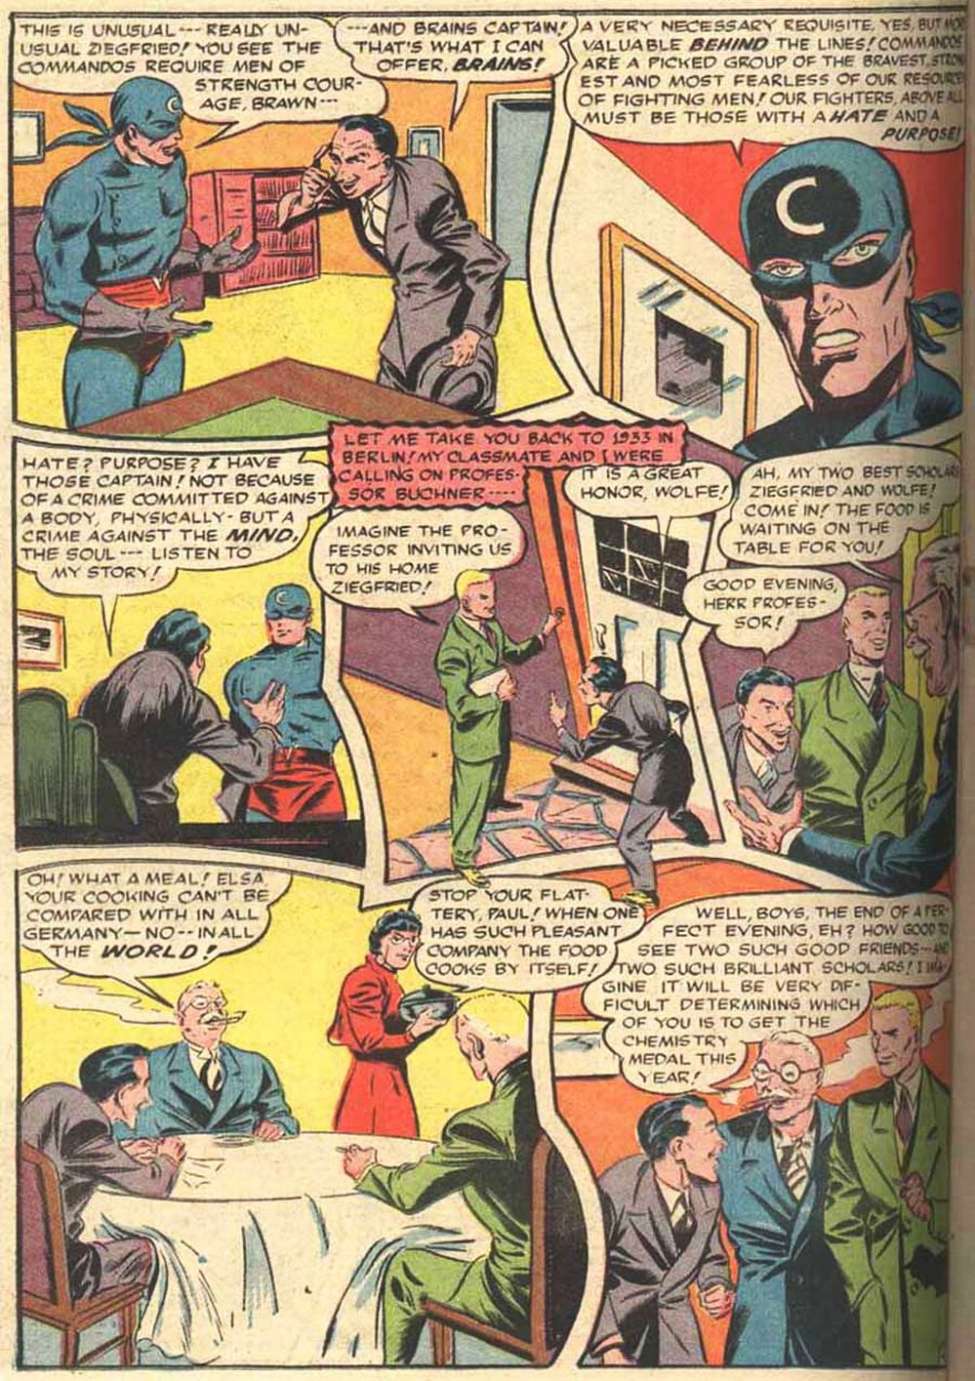 THIS IS UNUSUAL --- REALLY UN-
USUAL ZIEGFRIED! YOU SEE THE
COMMANDOS REQUIRE MEN OF
STRENGTH COUR-
AGE, BRAWN---
---AND BRAINS CAPTAIN!
THAT'S WHAT I CAN
OFFER, BRAINS!
A VERY NECESSARY REQUISITE, YES, BUT MORE
VALUABLE BEHIND THE LINES! COMMANDOS
ARE A PICKED GROUP OF THE BRAVEST, STRON
EST AND MOST FEARLESS OF OUR RESOURCES
OF FIGHTING MEN! OUR FIGHTERS, ABOVE ALL
MUST BE THOSE WITH A HATE AND A
PURPOSE!
C
HATE? PURPOSE? I HAVE
THOSE CAPTAIN! NOT BECAUSE
OF A CRIME COMMITTED AGAINST
A BODY, PHYSICALLY - BUT A
CRIME AGAINST THE MIND,
THE SOUL --- LISTEN TO
MY STORY!
C
LET ME TAKE YOU BACK TO 1933 IN
BERLIN! MY CLASSMATE AND I WERE
CALLING ON PROFES-
SOR BUCHNER----
IMAGINE THE PRO-
FESSOR INVITING US
TO HIS HOME
ZIEGFRIED!
IT IS A GREAT
HONOR, WOLFE!
?
AH, MY TWO BEST SCHOLARS
ZIEGFRIED AND WOLFE!
COME IN! THE FOOD IS
WAITING ON THE
TABLE FOR YOU!
GOOD EVENING,
HERR PROFES-
SOR!
OH! WHAT A MEAL! ELSA
YOUR COOKING CAN'T BE
COMPARED WITH IN ALL
GERMANY— NO -- IN ALL
THE WORLD!
STOP YOUR FLAT-
TERY, PAUL! WHEN ONE
HAS SUCH PLEASANT
COMPANY THE FOOD
COOKS BY ITSELF!
WELL, BOYS, THE END OF A PER-
FECT EVENING, EH? HOW GOOD TO
SEE TWO SUCH GOOD FRIENDS---AND
TWO SUCH BRILLIANT SCHOLARS! I IMA-
GINE IT WILL BE VERY DIF-
FICULT DETERMINING WHICH
OF YOU IS TO GET THE
CHEMISTRY
MEDAL THIS
YEAR!